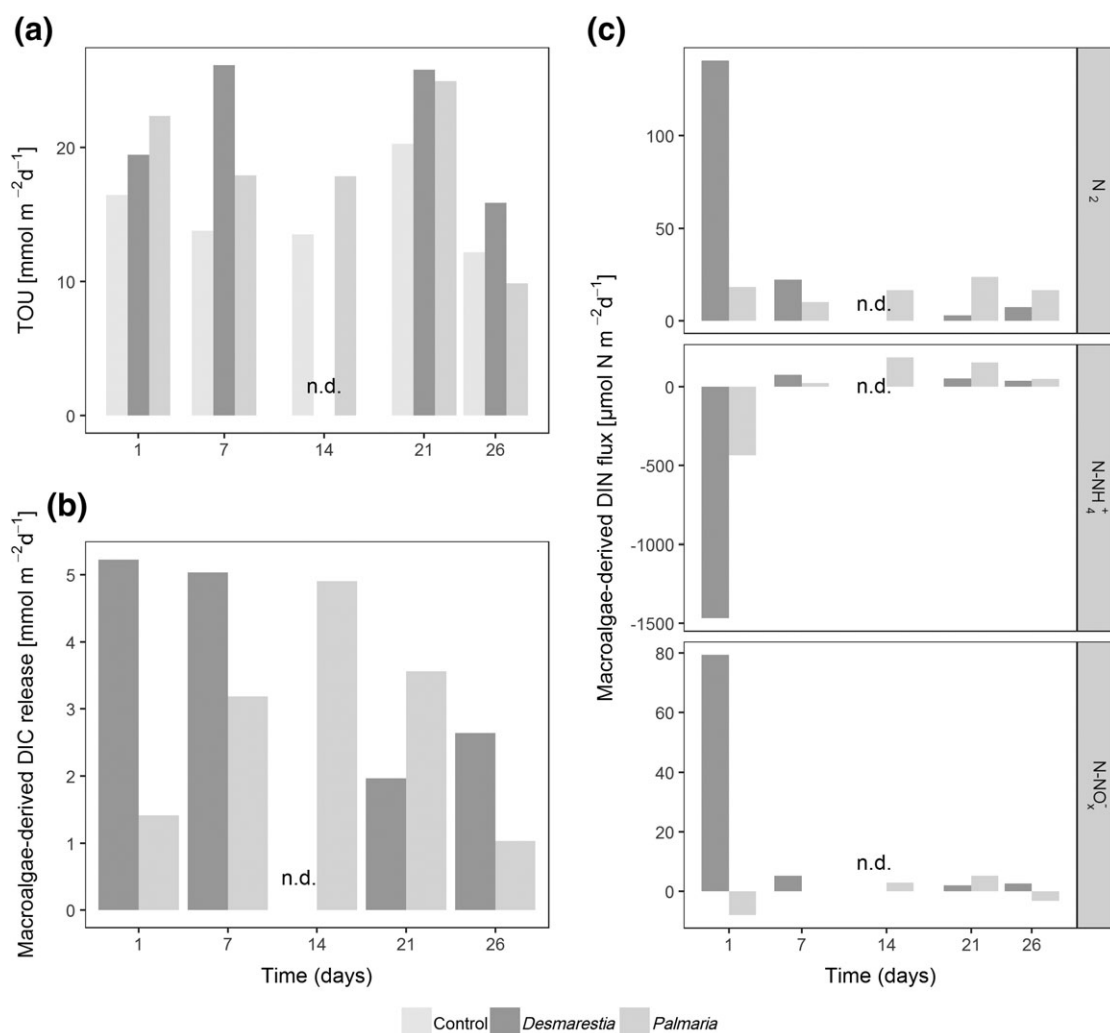 (a)
TOU [mmol m⁻²d⁻¹]
20
10
0
n.d.
1 7 14 21 26
(b)
Macroalgae-derived DIC release [mmol m⁻²d⁻¹]
5
4
3
2
1
0
n.d.
1 7 14 21 26
Time (days)
(c)
Macroalgae-derived DIN flux [µmol N m⁻²d⁻¹]
100
50
0
n.d.
N₂
0
-500
-1000
-1500
n.d.
N-NH₄⁺
80
60
40
20
0
n.d.
N-NOₓ⁻
1 7 14 21 26
Time (days)
Control Desmarestia Palmaria